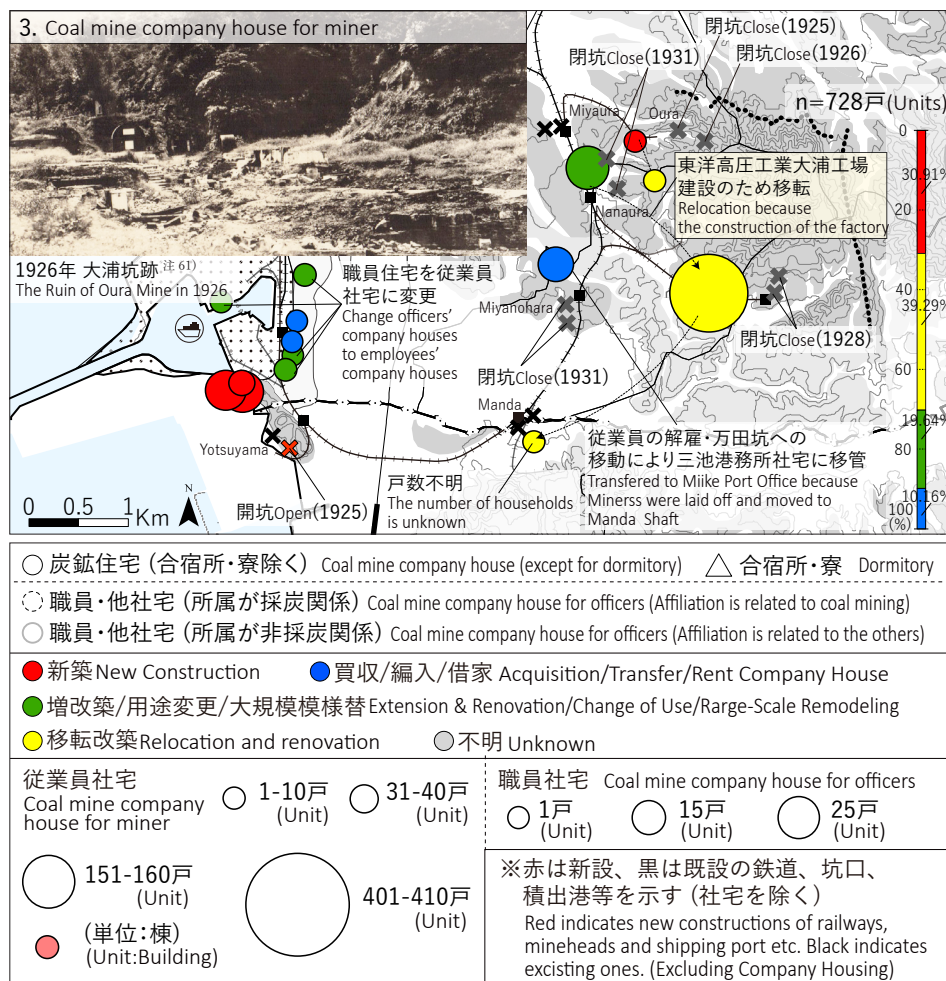 3. Coal mine company house for miner
閉坑Close(1925)
閉坑Close(1931)
閉坑Close(1926)
n=728戸(Units)
Miyaura
Oura
0
30.91%
20
東洋高圧工業大浦工場
建設のため移転
Relocation because
the construction of the factory
Nanaura
1926年 大浦坑跡 注 61)
The Ruin of Oura Mine in 1926
職員住宅を従業員
社宅に変更
Change officers'
company houses
to employees'
company houses
Miyanohara
40
39.29%
閉坑Close(1928)
閉坑Close(1931)
60
Manda
19.64%
80
Yotsuyama
従業員の解雇・万田坑への
移動により三池港務所社宅に移管
Transfered to Miike Port Office because
Minerss were laid off and moved to
Manda Shaft
戸数不明
The number of households
is unknown
10.16%
100
(%)
N
0 0.5 1 Km
開坑Open(1925)
炭鉱住宅 (合宿所・寮除く) Coal mine company house (except for dormitory) 合宿所・寮 Dormitory
職員・他社宅 (所属が採炭関係) Coal mine company house for officers (Affiliation is related to coal mining)
職員・他社宅 (所属が非採炭関係) Coal mine company house for officers (Affiliation is related to the others)
新築 New Construction 買収/編入/借家 Acquisition/Transfer/Rent Company House
増改築/用途変更/大規模模様替 Extension & Renovation/Change of Use/Rarge-Scale Remodeling
移転改築 Relocation and renovation 不明 Unknown
従業員社宅
Coal mine company
house for miner
1-10戸
(Unit)
31-40戸
(Unit)
151-160戸
(Unit)
401-410戸
(Unit)
(単位:棟)
(Unit:Building)
職員社宅 Coal mine company house for officers
1戸
(Unit)
15戸
(Unit)
25戸
(Unit)
※赤は新設、黒は既設の鉄道、坑口、
積出港等を示す (社宅を除く)
Red indicates new constructions of railways,
mineheads and shipping port etc. Black indicates
excisting ones. (Excluding Company Housing)